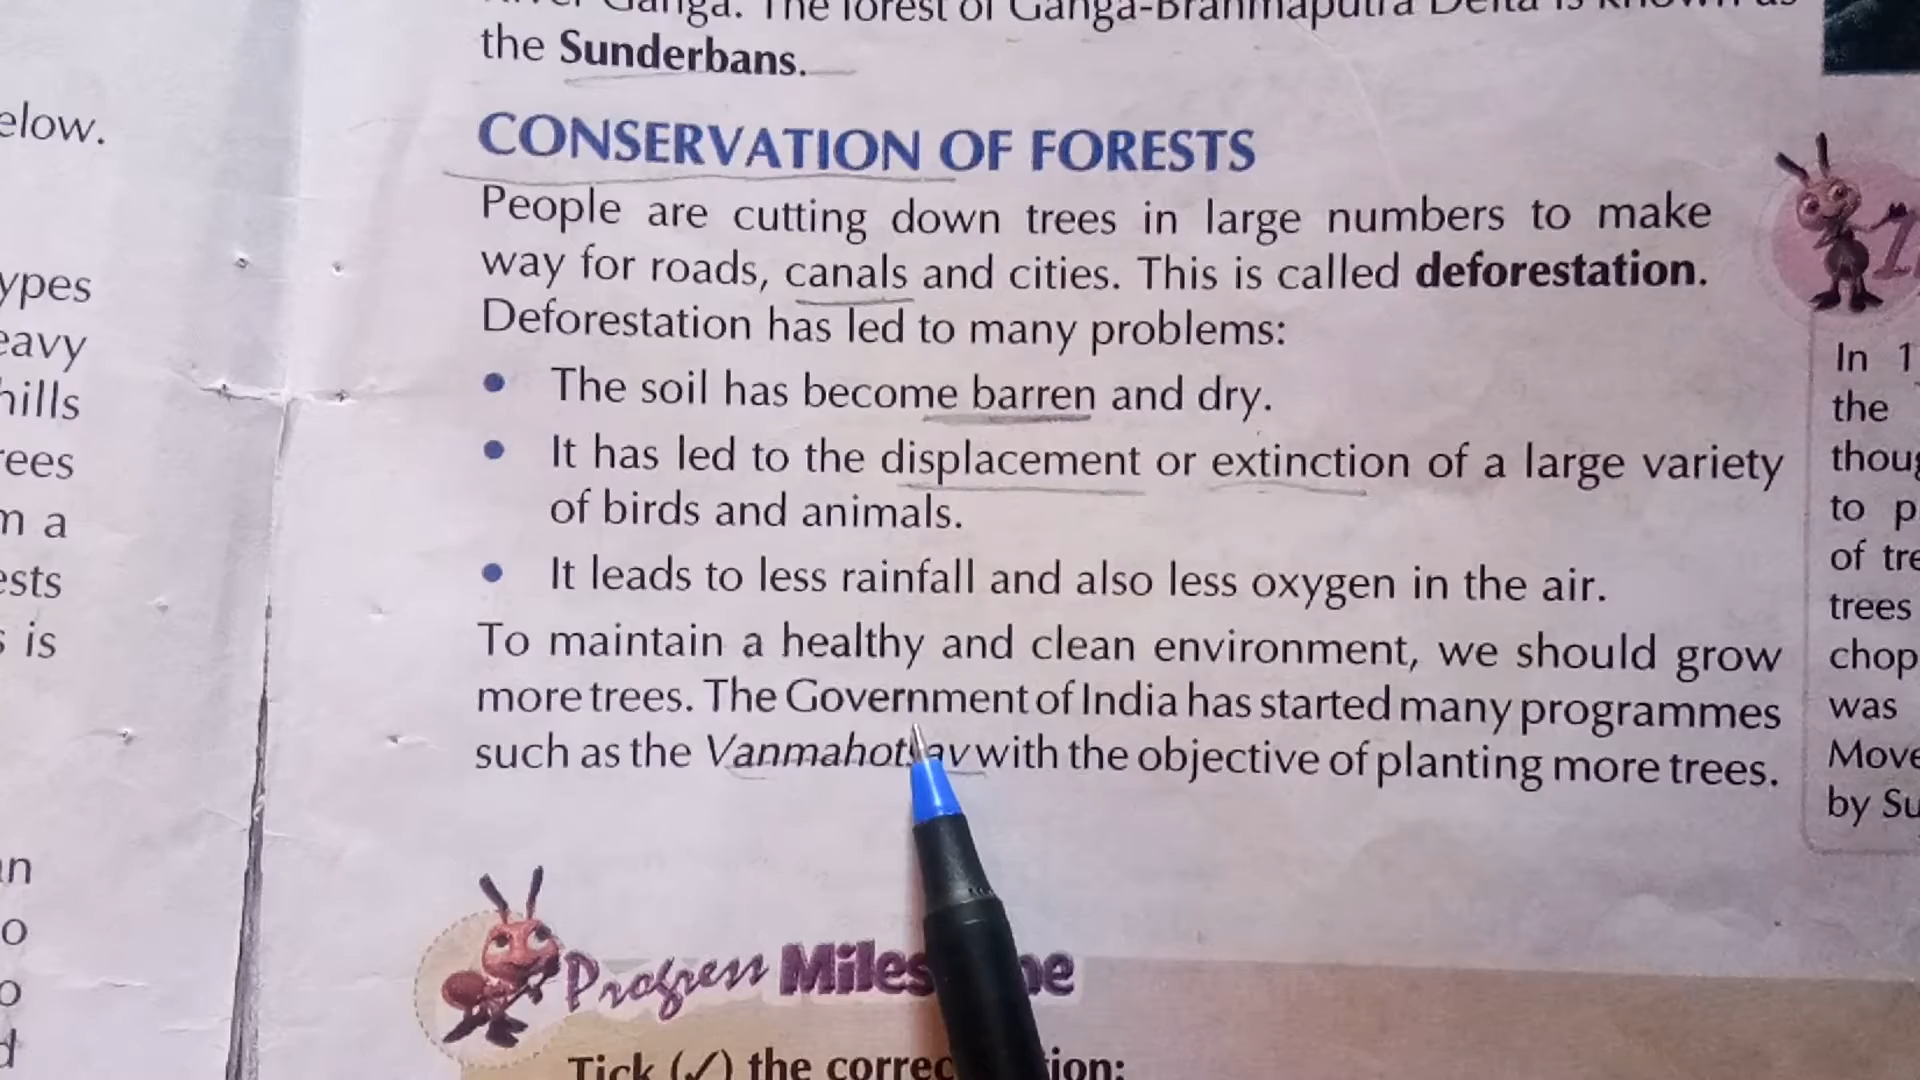 elow.
ypes
eavy
hills
rees
m a
ests
s is
an
o
o
d
River Ganga. The forest of Ganga-Brahmaputra Delta is known as
the Sunderbans.
CONSERVATION OF FORESTS
People are cutting down trees in large numbers to make
way for roads, canals and cities. This is called deforestation.
Deforestation has led to many problems:
• The soil has become barren and dry.
• It has led to the displacement or extinction of a large variety
of birds and animals.
• It leads to less rainfall and also less oxygen in the air.
To maintain a healthy and clean environment, we should grow
more trees. The Government of India has started many programmes
such as the Vanmahotsav with the objective of planting more trees.
Progress Milestone
Tick (✓) the correct option:
In 1
the
thoug
to p
of tre
trees
chop
was
Move
by Su